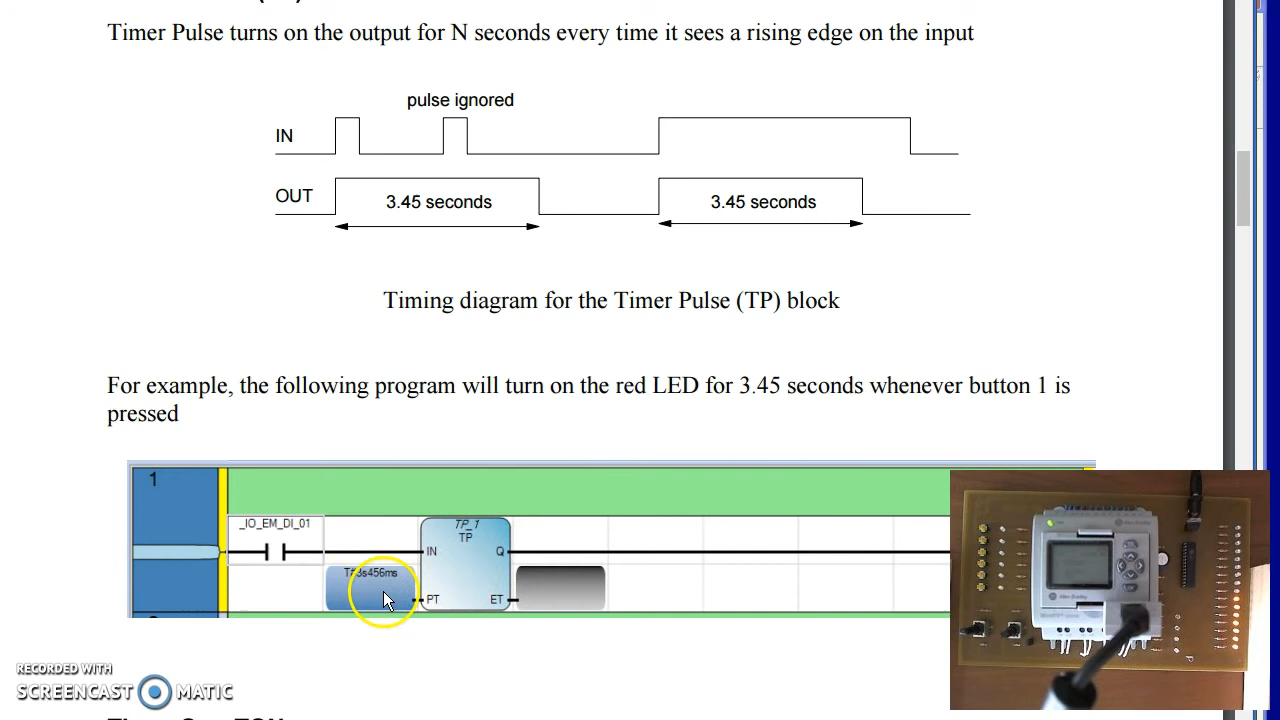 Timer Pulse turns on the output for N seconds every time it sees a rising edge on the input
pulse ignored
IN
OUT
3.45 seconds
3.45 seconds
Timing diagram for the Timer Pulse (TP) block
For example, the following program will turn on the red LED for 3.45 seconds whenever button 1 is
pressed
1
_IO_EM_DI_01
TP_1
TP
IN
Q
T#3s456ms
PT
ET
RECORDED WITH
SCREENCAST MATIC